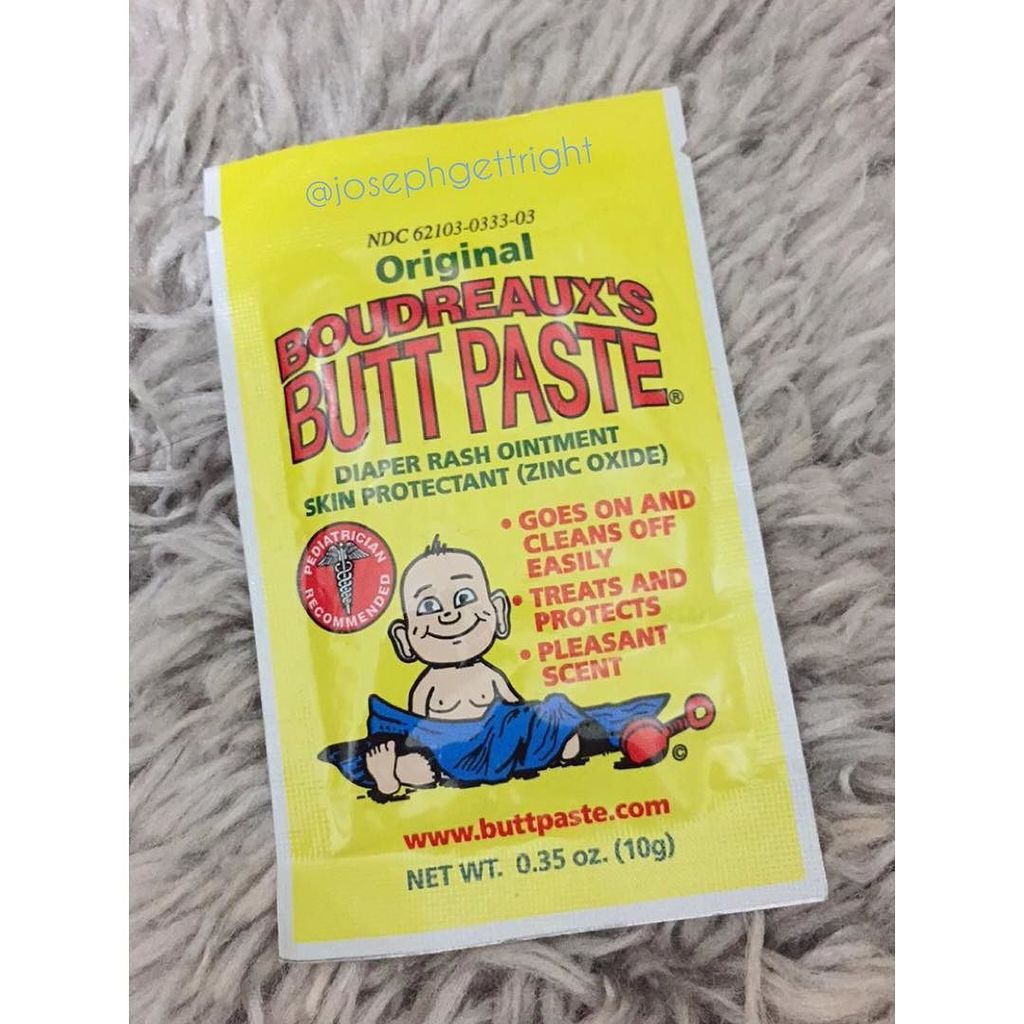 @josephgettright
NDC 62103-0333-03
Original
BOUDREAUX'S
BUTT PASTE®
DIAPER RASH OINTMENT
SKIN PROTECTANT (ZINC OXIDE)
PEDIATRICIAN
RECOMMENDED
• GOES ON AND
CLEANS OFF
EASILY
• TREATS AND
PROTECTS
• PLEASANT
SCENT
©
www.buttpaste.com
NET WT. 0.35 oz. (10g)